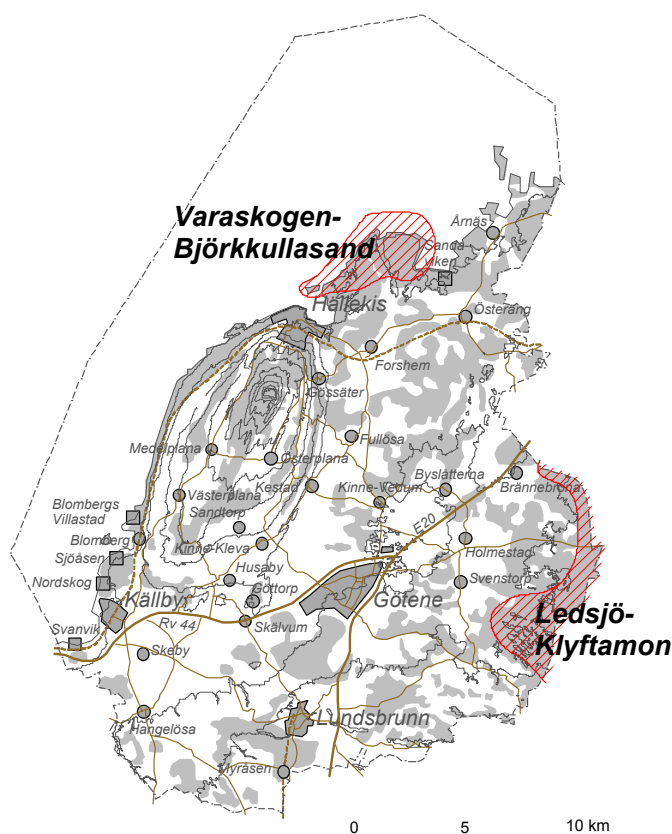 Varaskogen-
Björkkullasand
Årnäs
Sanda
viken
Hällekis
Österäng
Forshem
Gössäter
Fullösa
Medelplana
Österplana
Kestad
Kinne-Vedum
Byslätterna
Brännebrona
Västerplana
Sandtorp
Blombergs
Villastad
Blomberg
E20
Kinne-Kleva
Holmestad
Sjöåsen
Husaby
Svenstorp
Nordskog
Göttorp
Källby
Götene
Ledsjö-
Klyftamon
Rv 44
Skälvum
Svanvik
Skeby
Lundsbrunn
Hangelösa
Myråsen
0 5 10 km